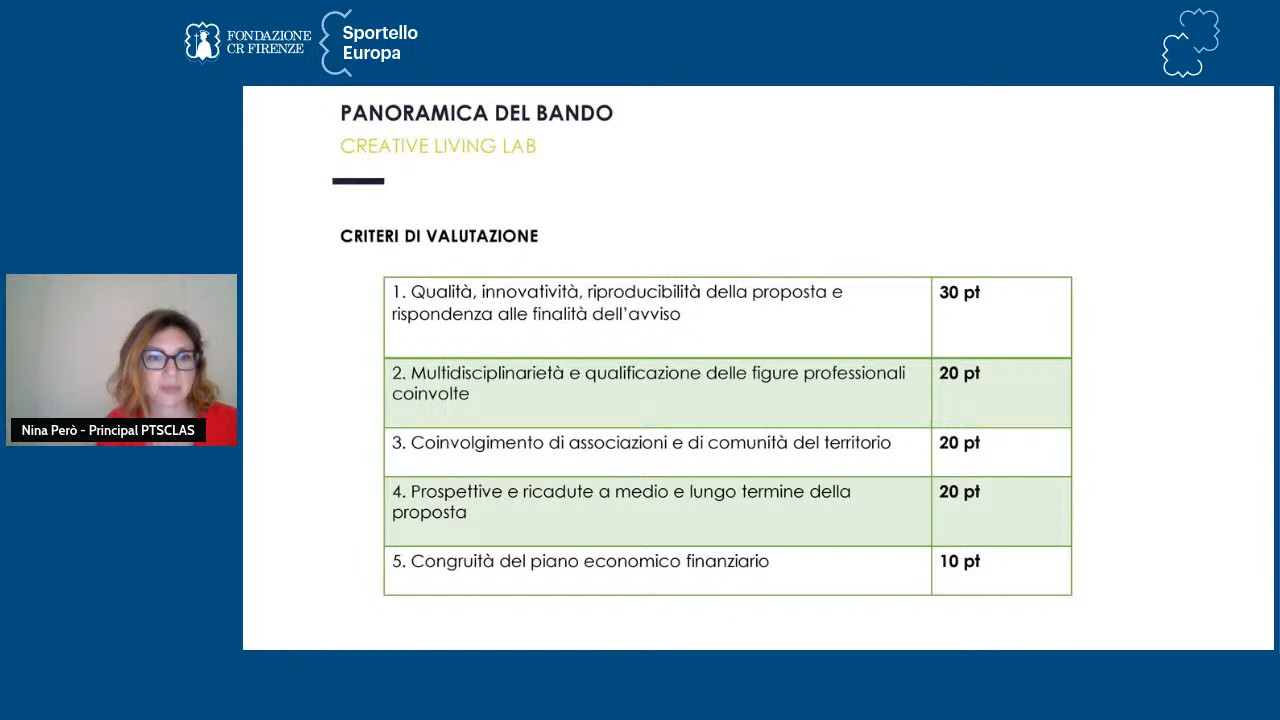 FONDAZIONE
CR FIRENZE
Sportello
Europa
PANORAMICA DEL BANDO
CREATIVE LIVING LAB
CRITERI DI VALUTAZIONE
1. Qualità, innovatività, riproducibilità della proposta e
rispondenza alle finalità dell'avviso
30 pt
2. Multidisciplinarietà e qualificazione delle figure professionali
coinvolte
20 pt
3. Coinvolgimento di associazioni e di comunità del territorio
20 pt
4. Prospettive e ricadute a medio e lungo termine della
proposta
20 pt
5. Congruità del piano economico finanziario
10 pt
Nina Però - Principal PTSCLAS